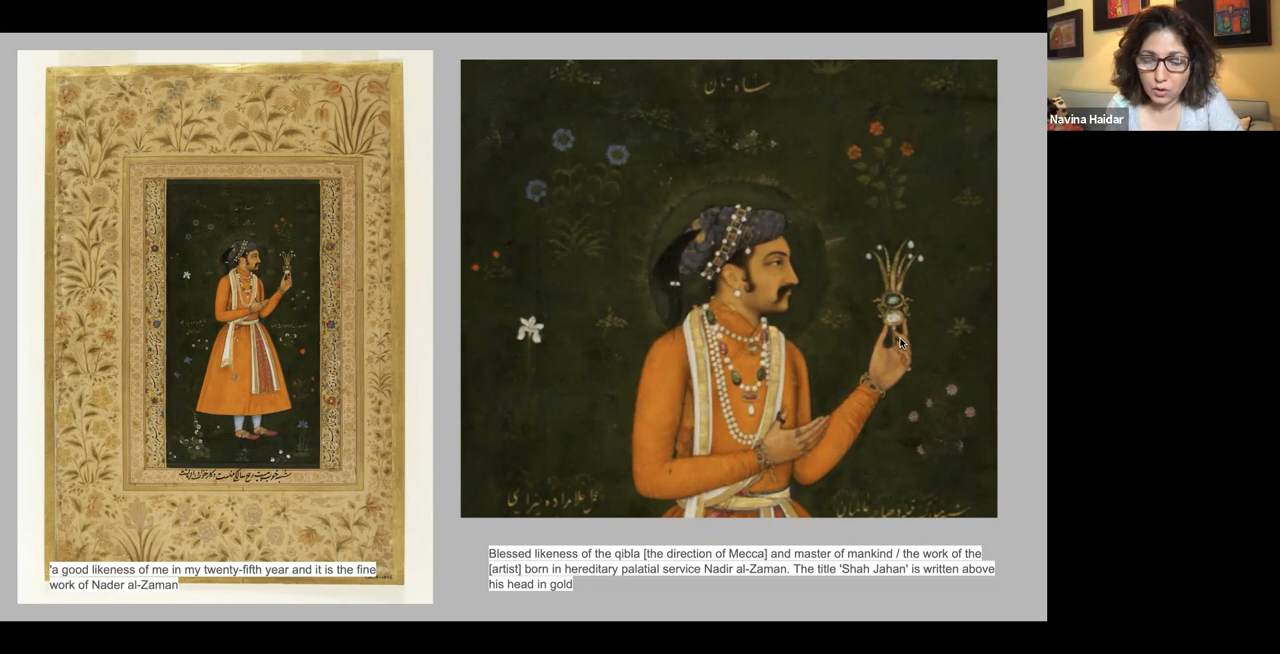 Navina Haidar
'a good likeness of me in my twenty-fifth year and it is the fine
work of Nader al-Zaman
Blessed likeness of the qibla [the direction of Mecca] and master of mankind / the work of the
[artist] born in hereditary palatial service Nadir al-Zaman. The title 'Shah Jahan' is written above
his head in gold